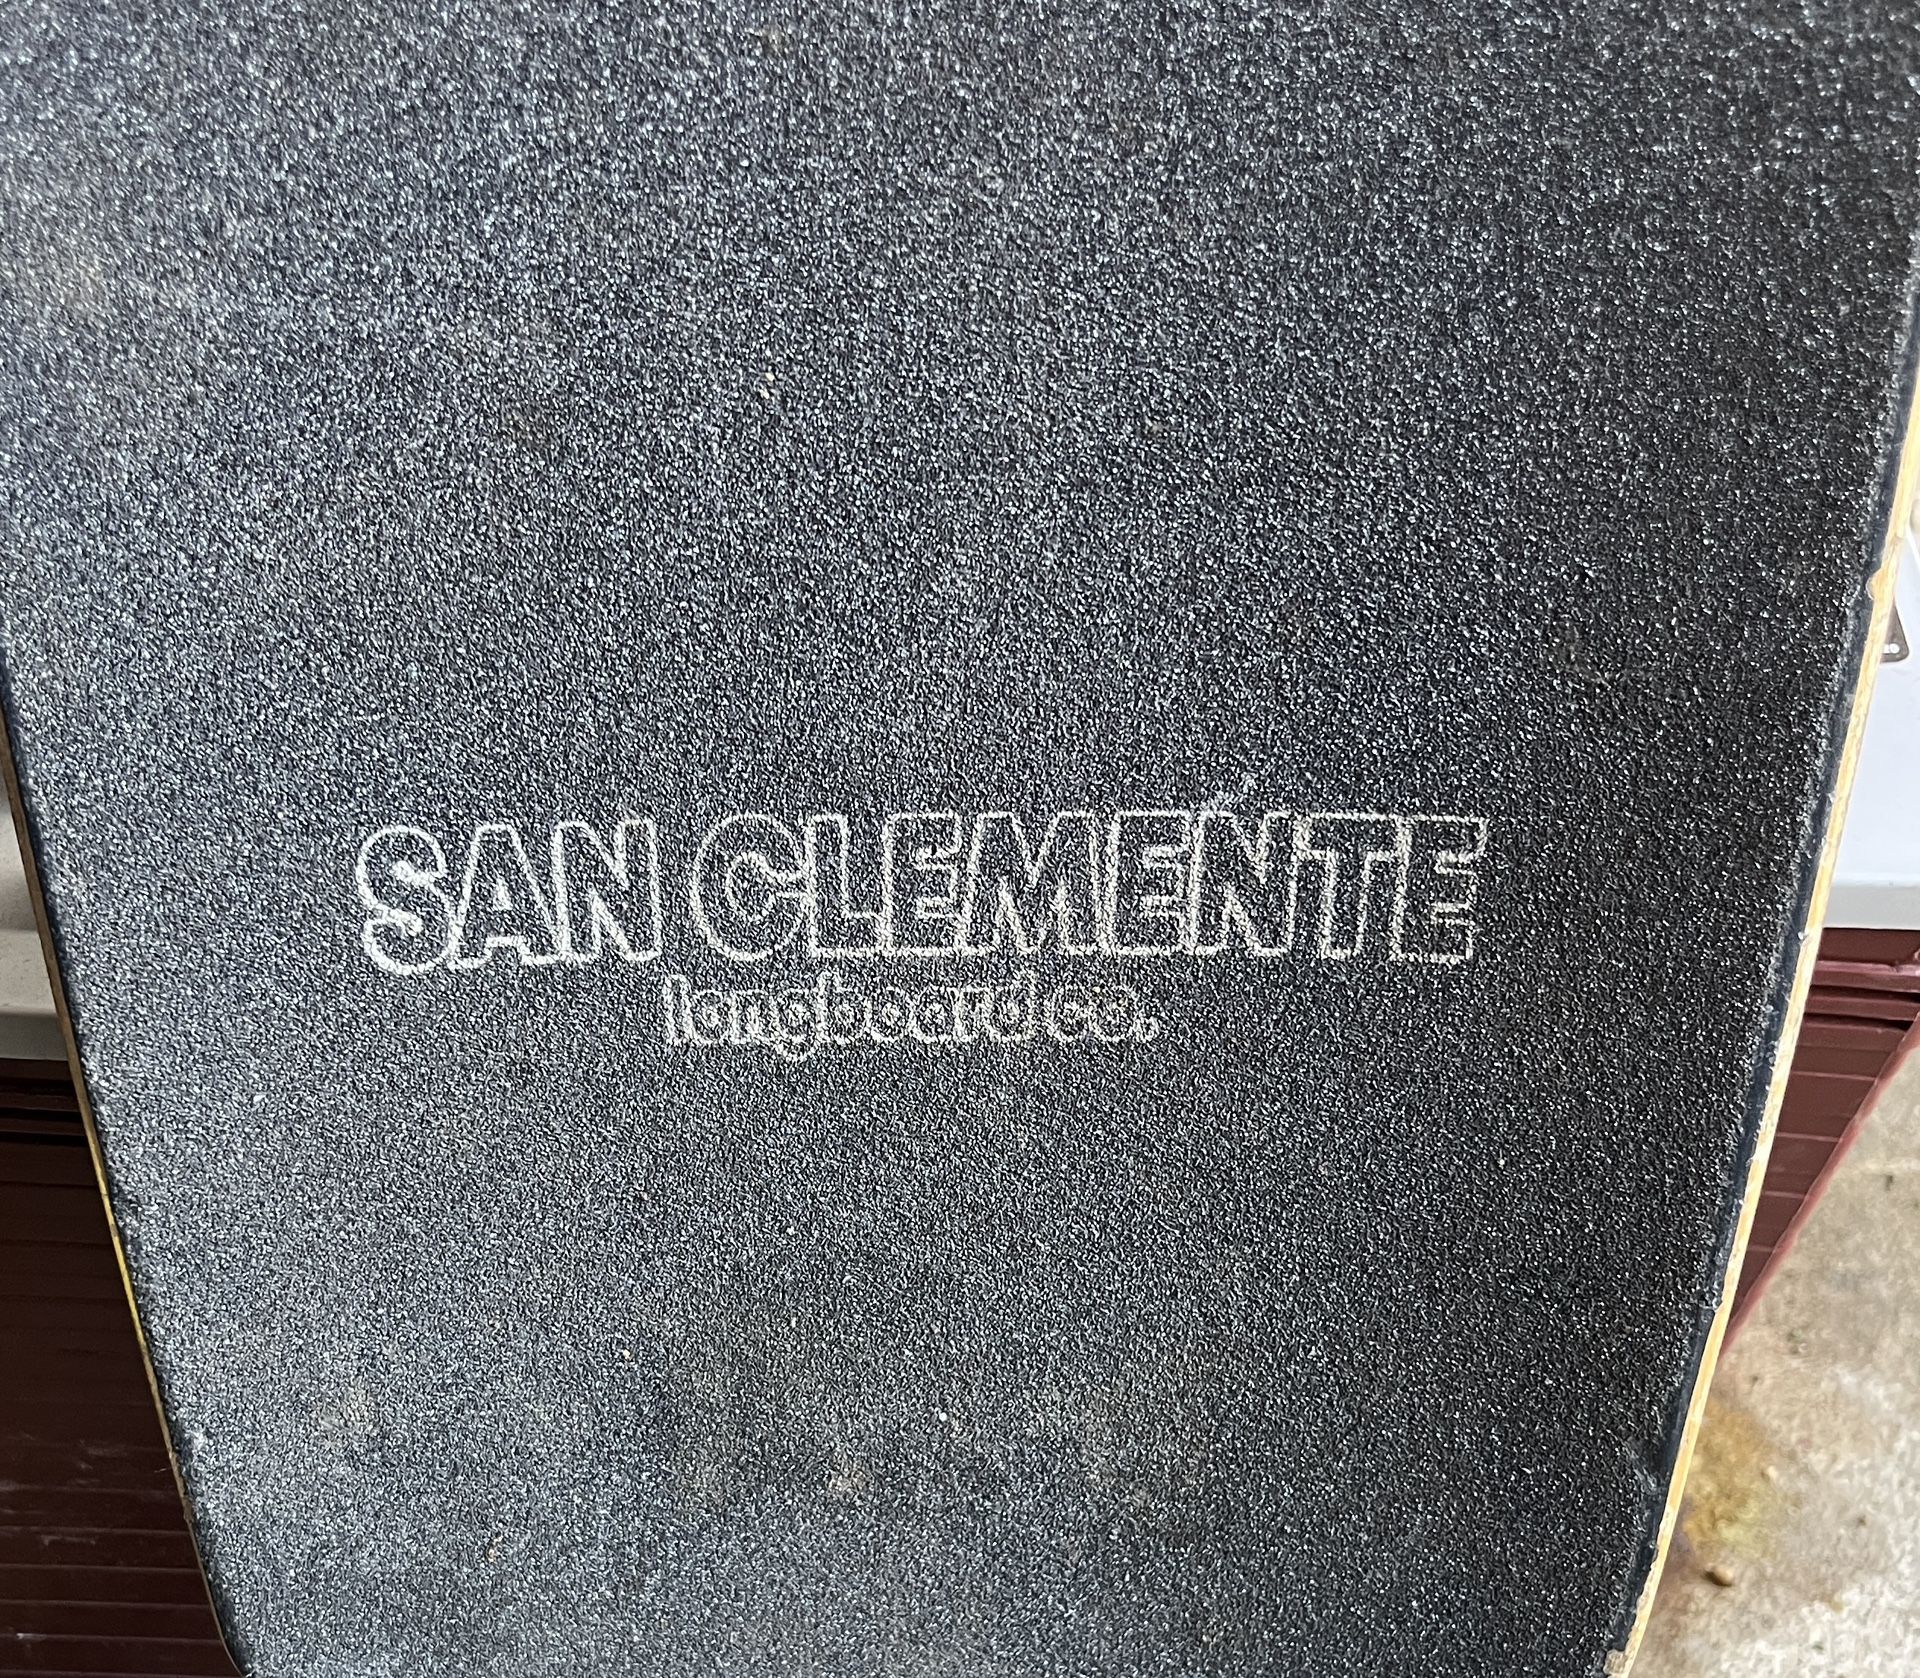 SAN CLEMENTE
longboard co.